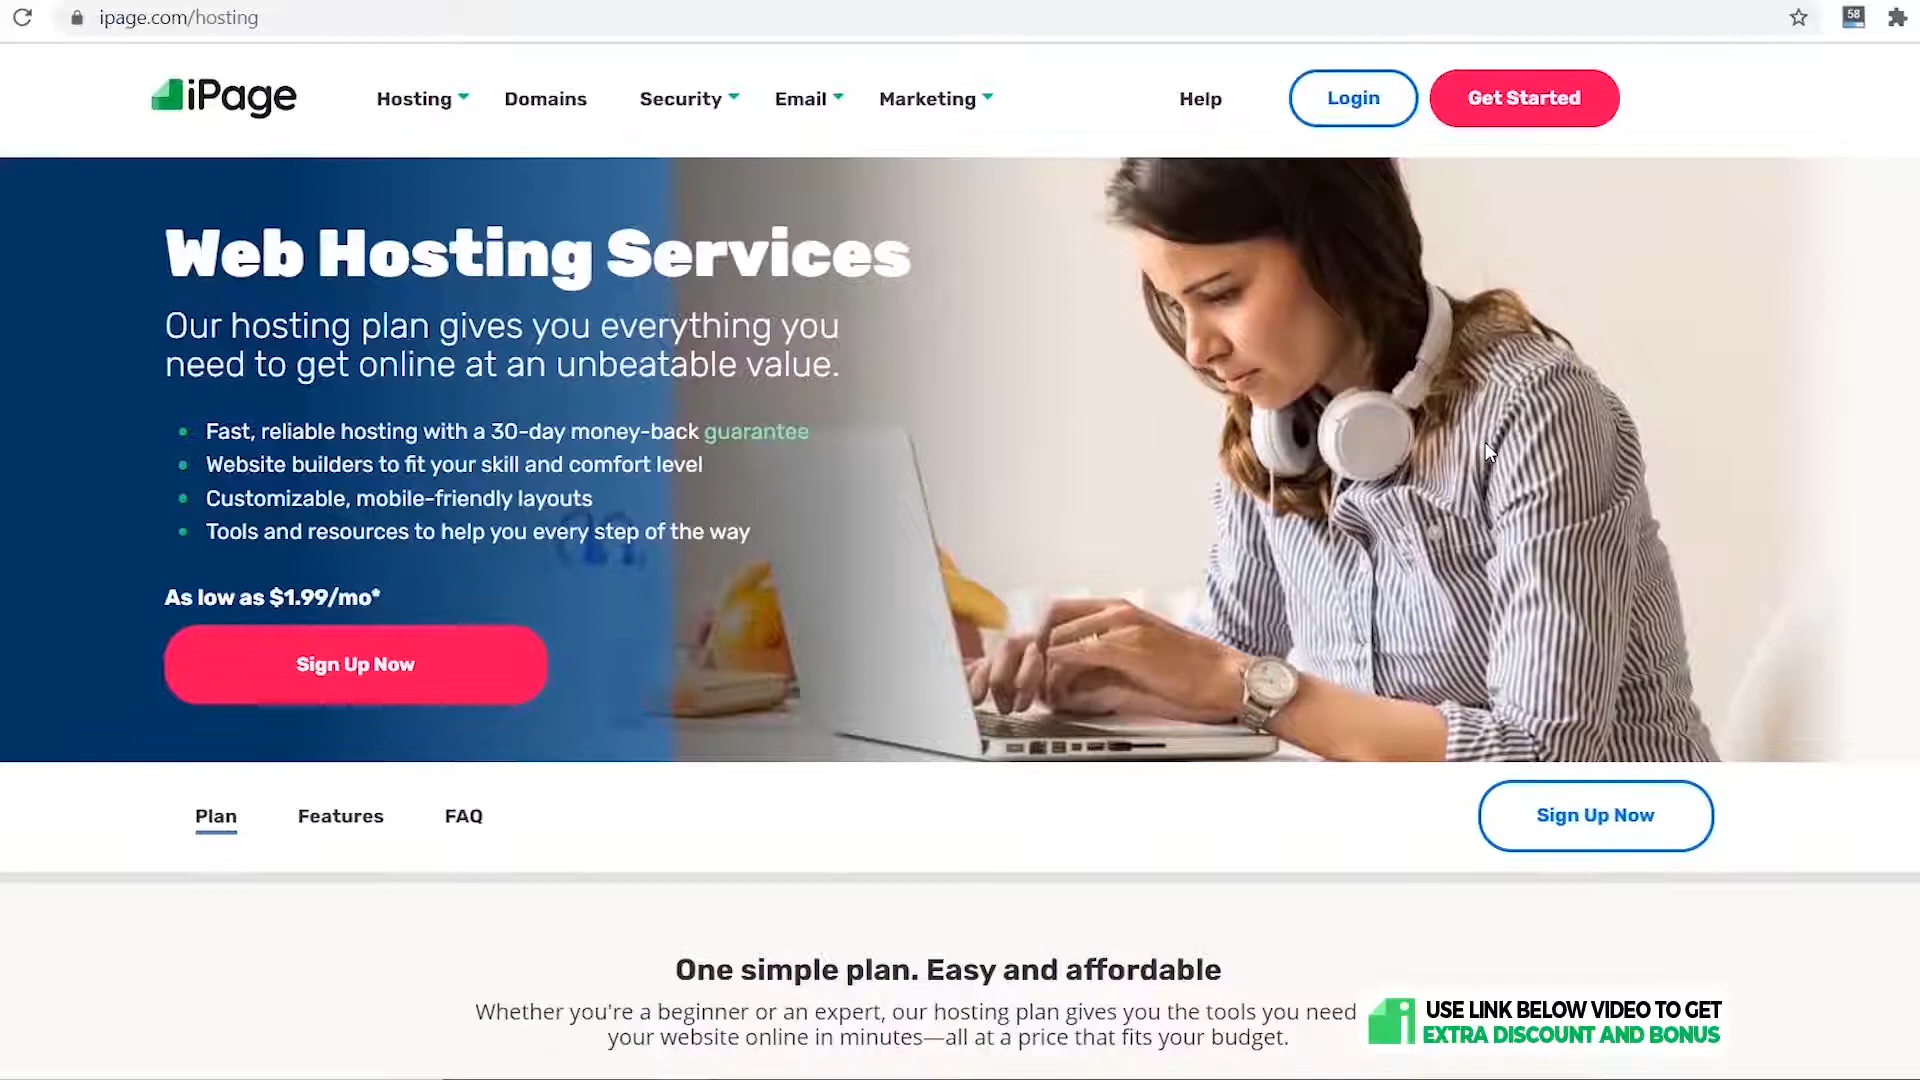 ipage.com/hosting
58
iPage
Hosting
Domains
Security
Email
Marketing
Help
Login
Get Started
Web Hosting Services
Our hosting plan gives you everything you
need to get online at an unbeatable value.
Fast, reliable hosting with a 30-day money-back guarantee
Website builders to fit your skill and comfort level
Customizable, mobile-friendly layouts
Tools and resources to help you every step of the way
As low as $1.99/mo*
Sign Up Now
Plan
Features
FAQ
Sign Up Now
One simple plan. Easy and affordable
Whether you're a beginner or an expert, our hosting plan gives you the tools you need
your website online in minutes—all at a price that fits your budget.
USE LINK BELOW VIDEO TO GET
EXTRA DISCOUNT AND BONUS